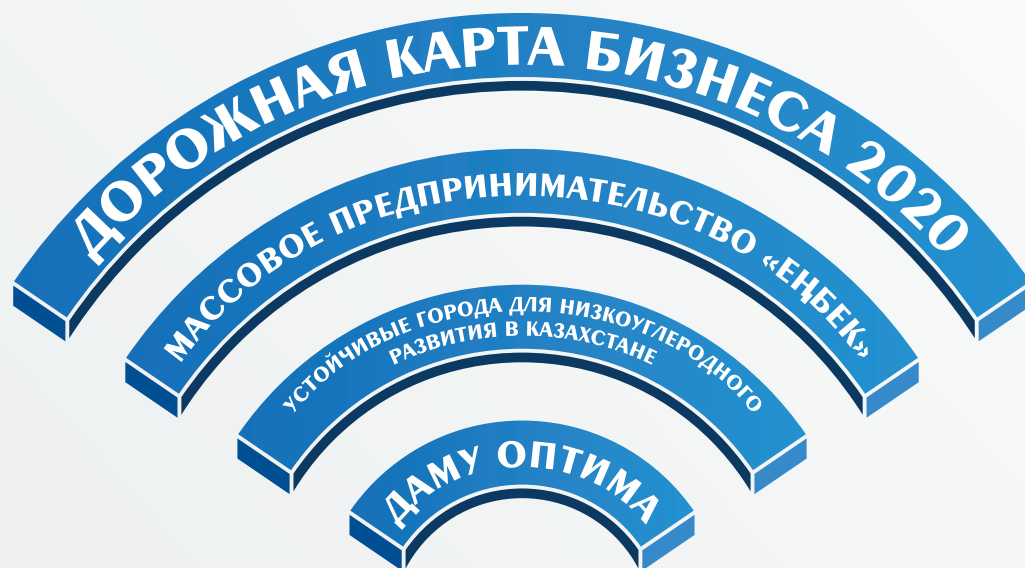 ДОРОЖНАЯ КАРТА БИЗНЕСА 2020
МАССОВОЕ ПРЕДПРИНИМАТЕЛЬСТВО «ЕҢБЕК»
УСТОЙЧИВЫЕ ГОРОДА ДЛЯ НИЗКОУГЛЕРОДНОГО
РАЗВИТИЯ В КАЗАХСТАНЕ
ДАМУ ОПТИМА